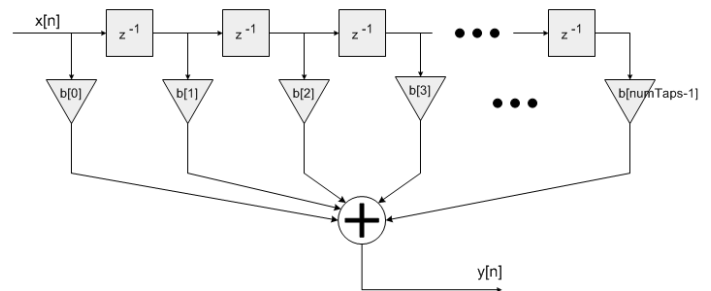 x[n]
z -1
z -1
z -1
z -1
b[0]
b[1]
b[2]
b[3]
b[numTaps-1]
y[n]